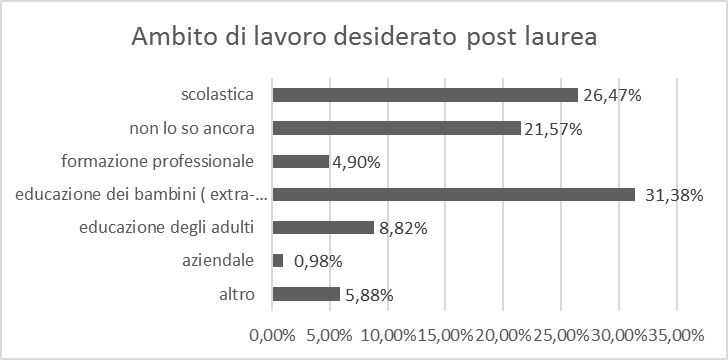 Ambito di lavoro desiderato post laurea
scolastica 26,47%
non lo so ancora 21,57%
formazione professionale 4,90%
educazione dei bambini ( extra-... 31,38%
educazione degli adulti 8,82%
aziendale 0,98%
altro 5,88%
0,00% 5,00% 10,00% 15,00% 20,00% 25,00% 30,00% 35,00%